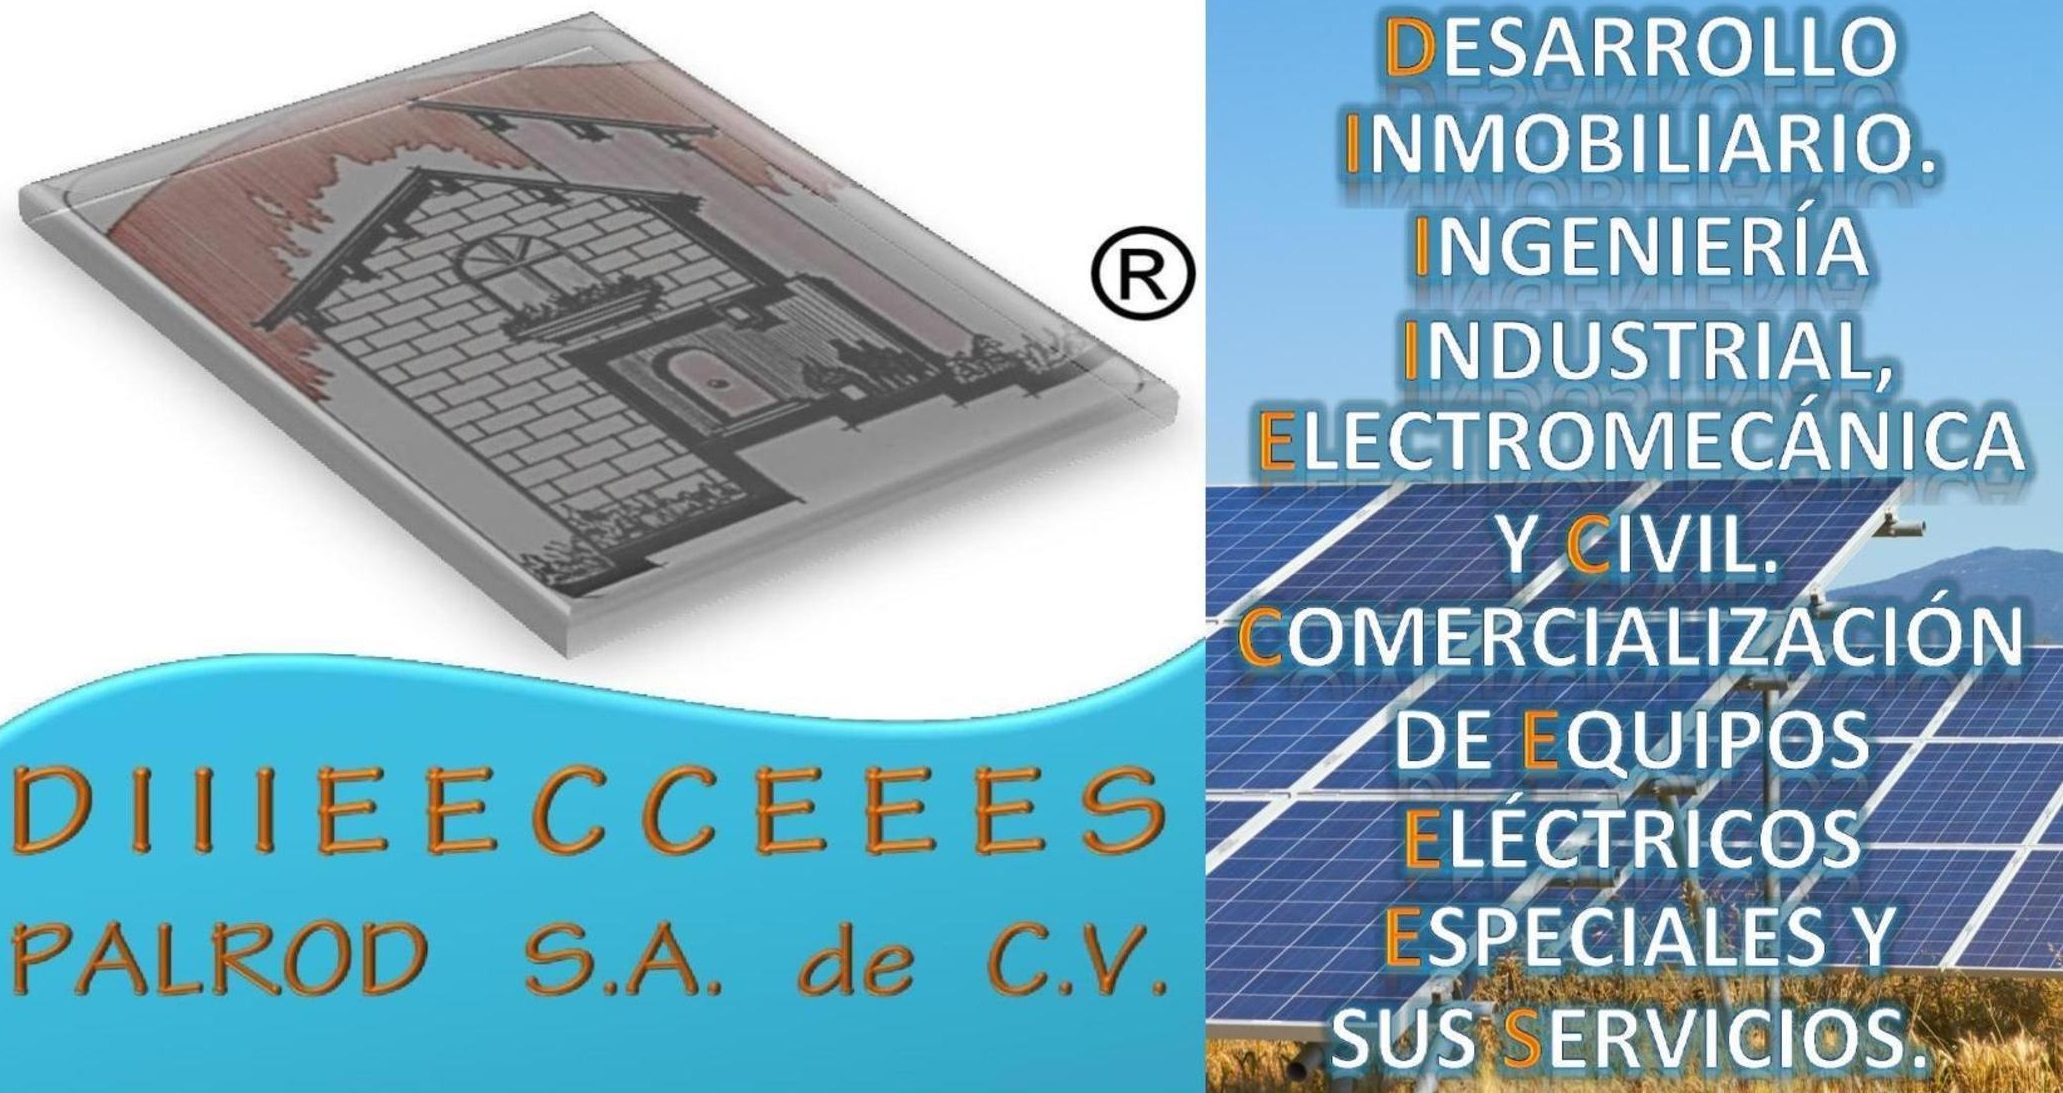 ®
DIIIEECCEEES
PALROD S.A. de C.V.
DESARROLLO
INMOBILIARIO.
INGENIERÍA
INDUSTRIAL,
ELECTROMECÁNICA
Y CIVIL.
COMERCIALIZACIÓN
DE EQUIPOS
ELÉCTRICOS
ESPECIALES Y
SUS SERVICIOS.